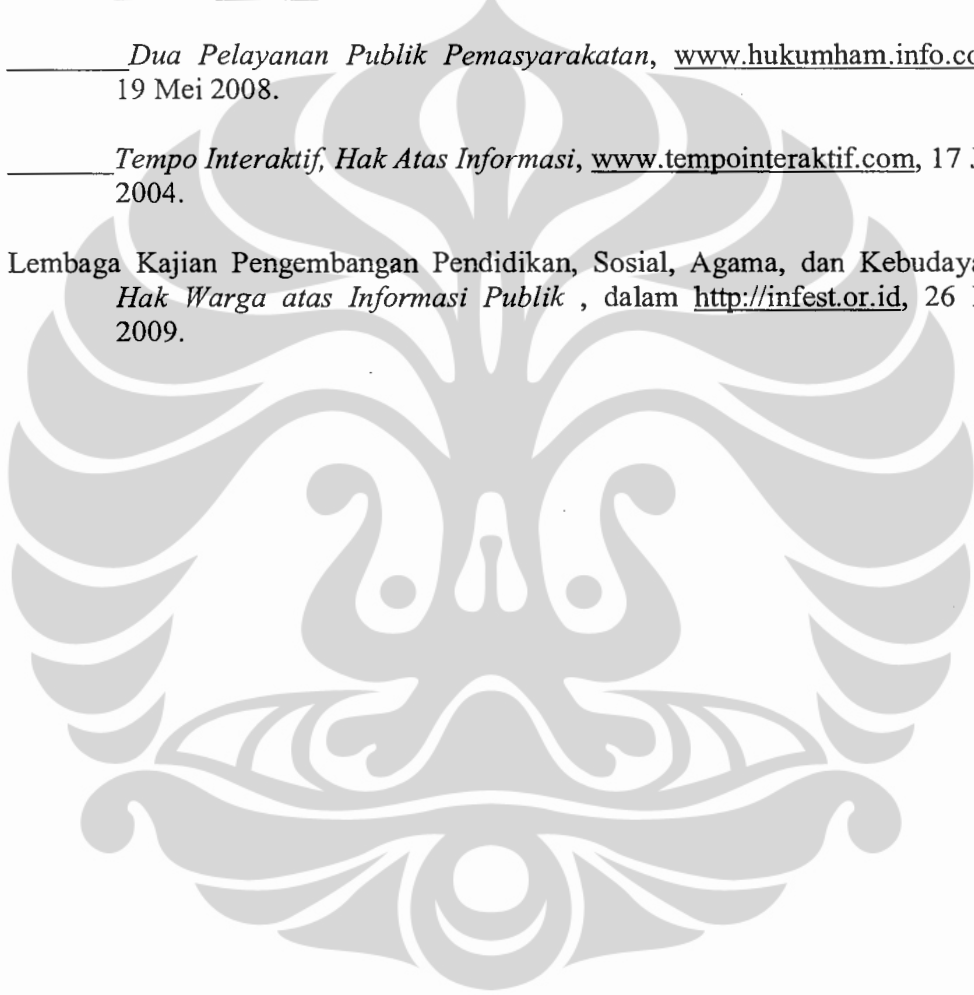 ________Dua Pelayanan Publik Pemasyarakatan, www.hukumham.info.co
19 Mei 2008.
_______Tempo Interaktif, Hak Atas Informasi, www.tempointeraktif.com, 17
2004.
Lembaga Kajian Pengembangan Pendidikan, Sosial, Agama, dan Kebudaya
Hak Warga atas Informasi Publik , dalam http://infest.or.id, 26
2009.